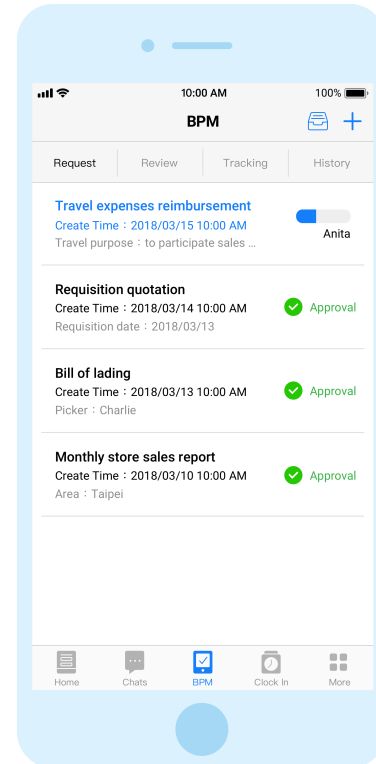 10:00 AM 100%
BPM
Request Review Tracking History
Travel expenses reimbursement
Create Time：2018/03/15 10:00 AM
Travel purpose：to participate sales ...
Anita
Requisition quotation
Create Time：2018/03/14 10:00 AM
Requisition date：2018/03/13
Approval
Bill of lading
Create Time：2018/03/13 10:00 AM
Picker：Charlie
Approval
Monthly store sales report
Create Time：2018/03/10 10:00 AM
Area：Taipei
Approval
Home Chats BPM Clock In More